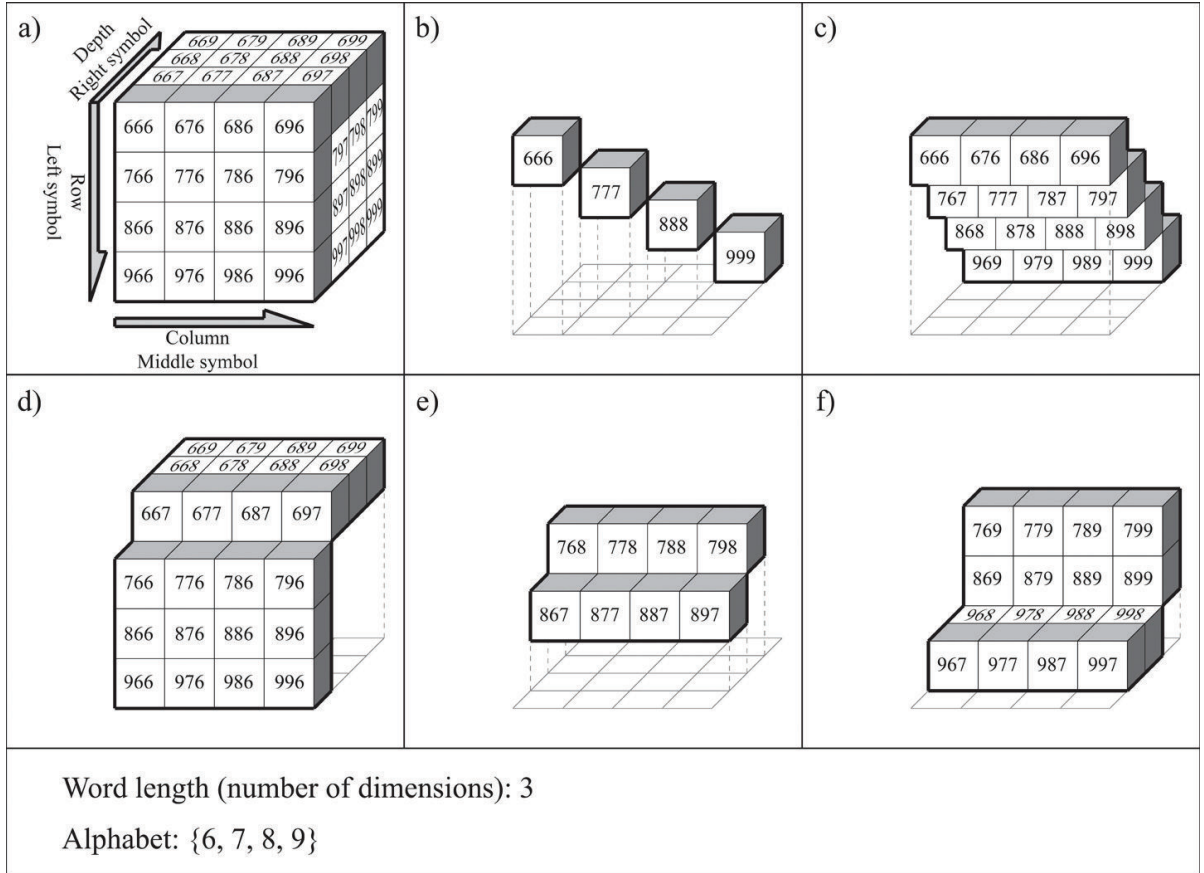 a)
Depth
Right symbol
Row
Left symbol
669 679 689 699
668 678 688 698
667 677 687 697
666 676 686 696
766 776 786 796
866 876 886 896
966 976 986 996
797 798 799
897 898 899
997 998 999
Column
Middle symbol
b)
666
777
888
999
c)
666 676 686 696
767 777 787 797
868 878 888 898
969 979 989 999
d)
669 679 689 699
668 678 688 698
667 677 687 697
766 776 786 796
866 876 886 896
966 976 986 996
e)
768 778 788 798
867 877 887 897
f)
769 779 789 799
869 879 889 899
968 978 988 998
967 977 987 997
Word length (number of dimensions): 3
Alphabet: {6, 7, 8, 9}